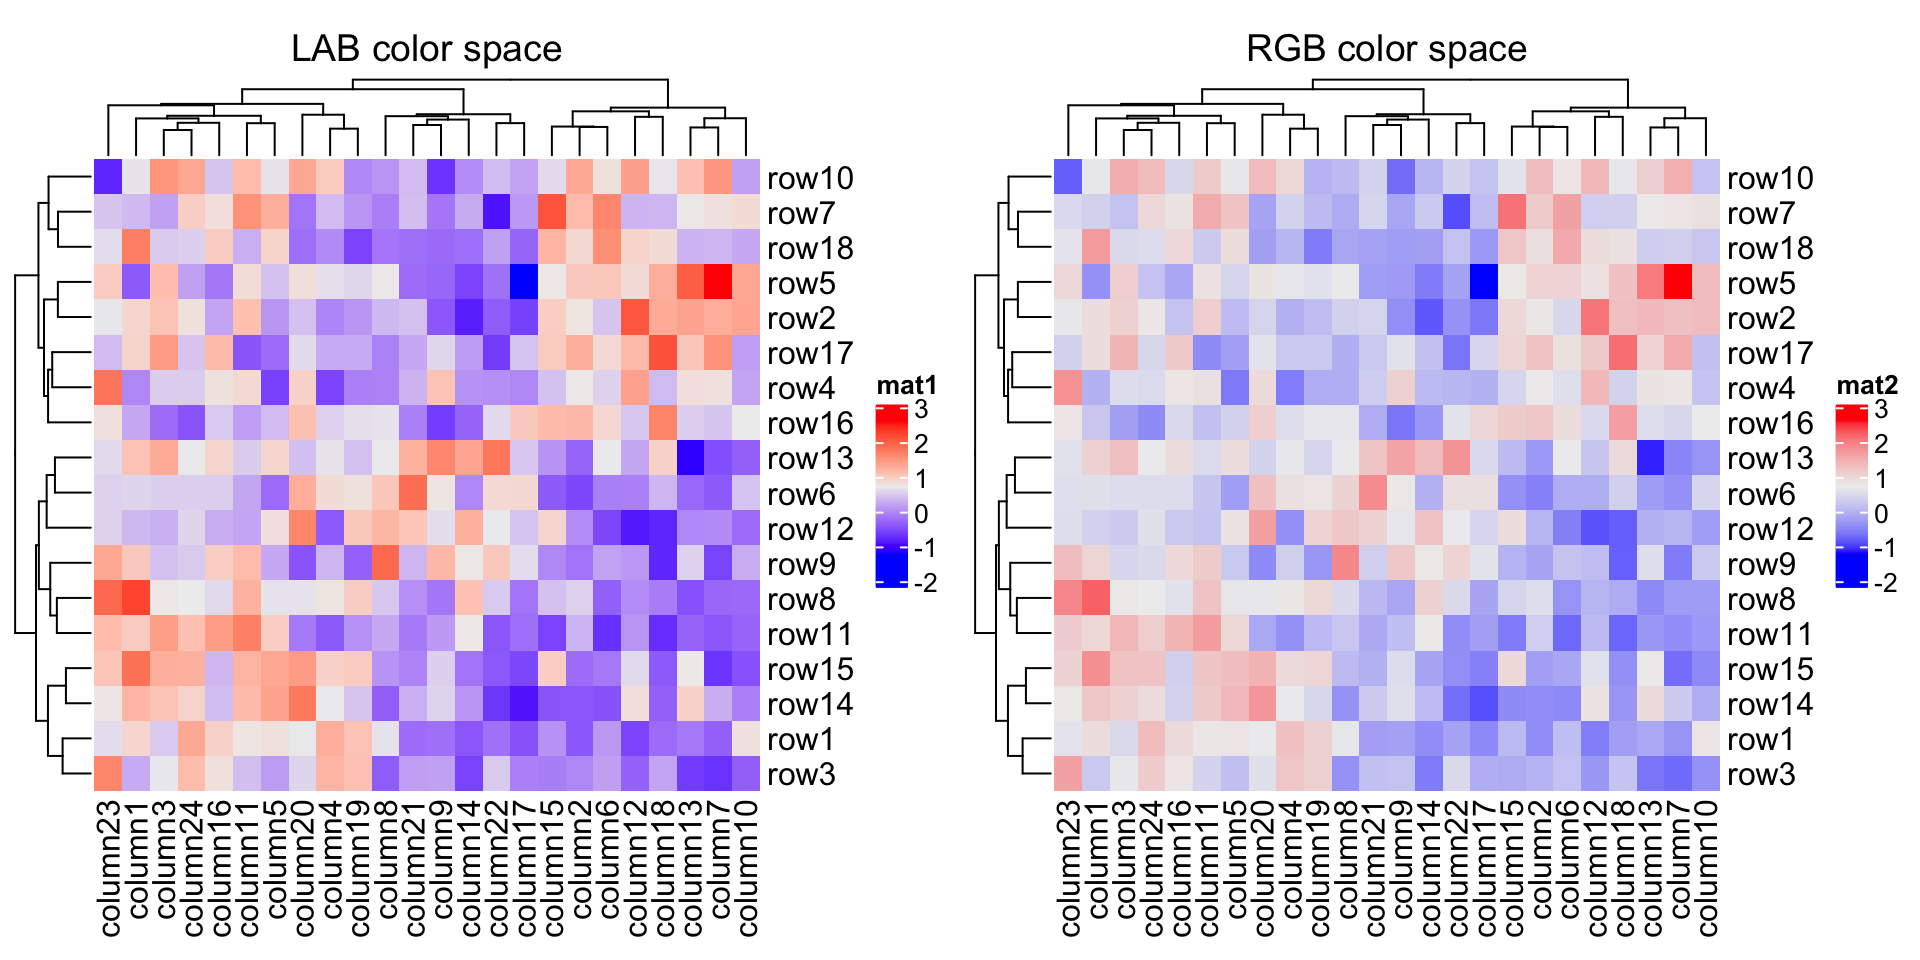 LAB color space
row10
row7
row18
row5
row2
row17
row4
row16
row13
row6
row12
row9
row8
row11
row15
row14
row1
row3
column23
column1
column3
column24
column16
column11
column5
column20
column4
column19
column8
column21
column9
column14
column22
column17
column15
column2
column6
column12
column18
column13
column7
column10
mat1
3
2
1
0
-1
-2
RGB color space
row10
row7
row18
row5
row2
row17
row4
row16
row13
row6
row12
row9
row8
row11
row15
row14
row1
row3
column23
column1
column3
column24
column16
column11
column5
column20
column4
column19
column8
column21
column9
column14
column22
column17
column15
column2
column6
column12
column18
column13
column7
column10
mat2
3
2
1
0
-1
-2